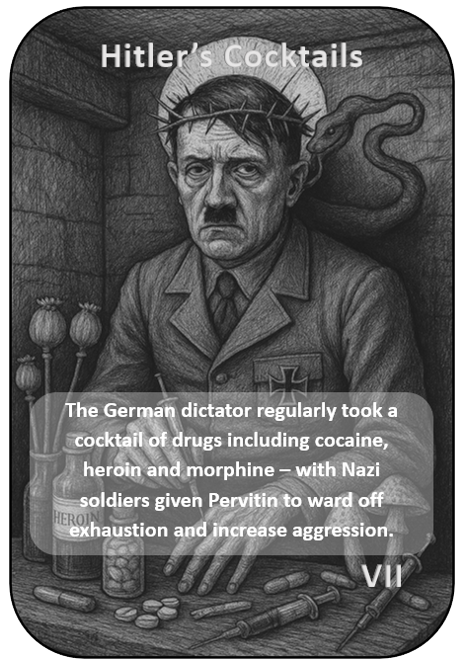 Hitler's Cocktails
The German dictator regularly took a
cocktail of drugs including cocaine,
heroin and morphine – with Nazi
soldiers given Pervitin to ward off
exhaustion and increase aggression.
HEROIN
VII